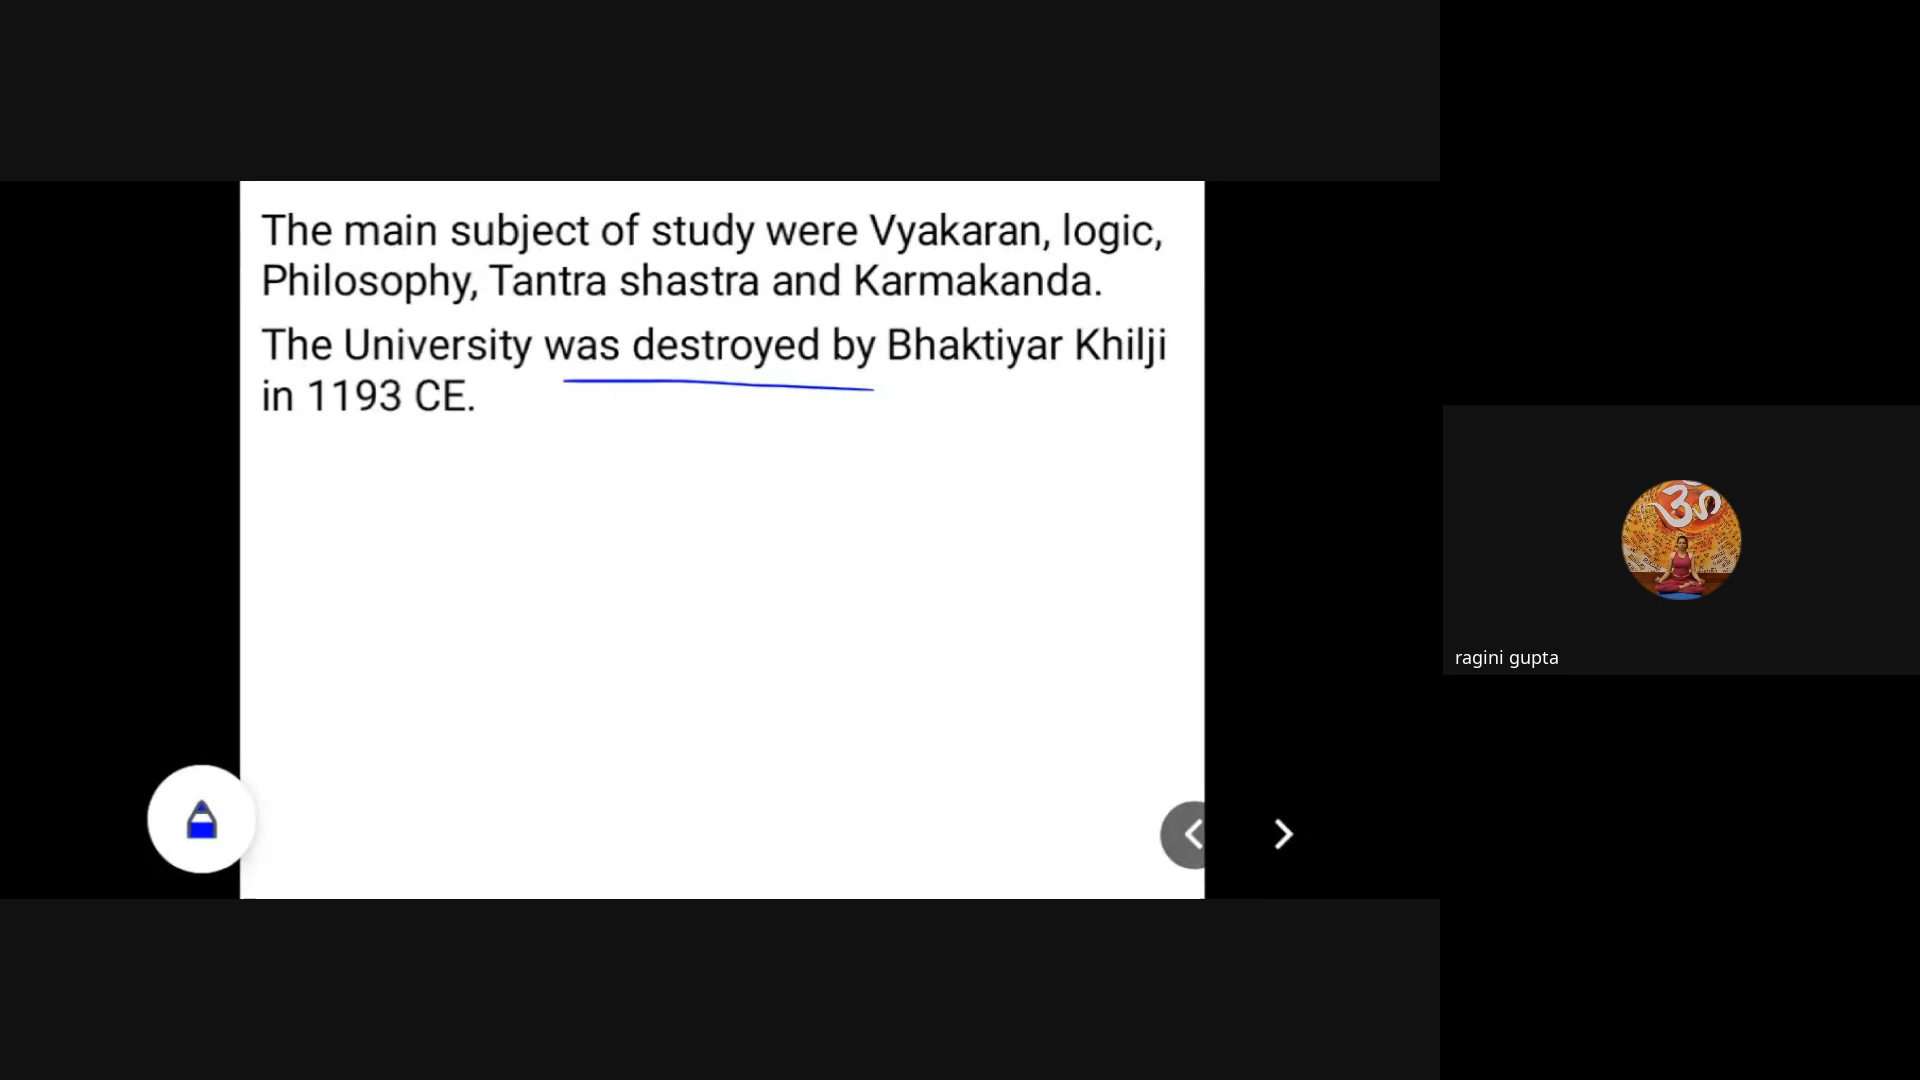 The main subject of study were Vyakaran, logic,
Philosophy, Tantra shastra and Karmakanda.
The University was destroyed by Bhaktiyar Khilji
in 1193 CE.
ragini gupta